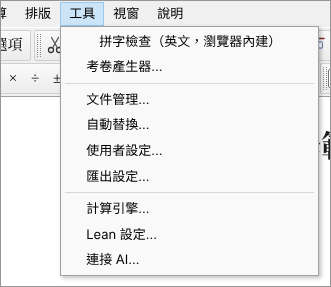 排版 工具 視窗 說明
選項
× ÷ ±
拼字檢查（英文，瀏覽器內建）
考卷產生器...
文件管理...
自動替換...
使用者設定...
匯出設定...
計算引擎...
Lean 設定...
連接 AI...